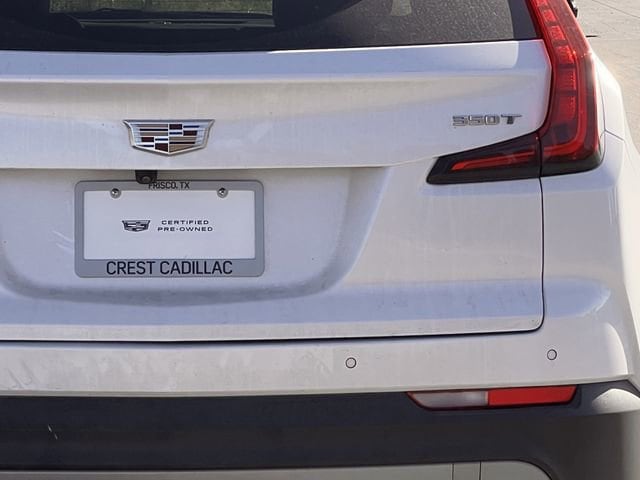 350T
FRISCO, TX
CERTIFIED
PRE-OWNED
CREST CADILLAC